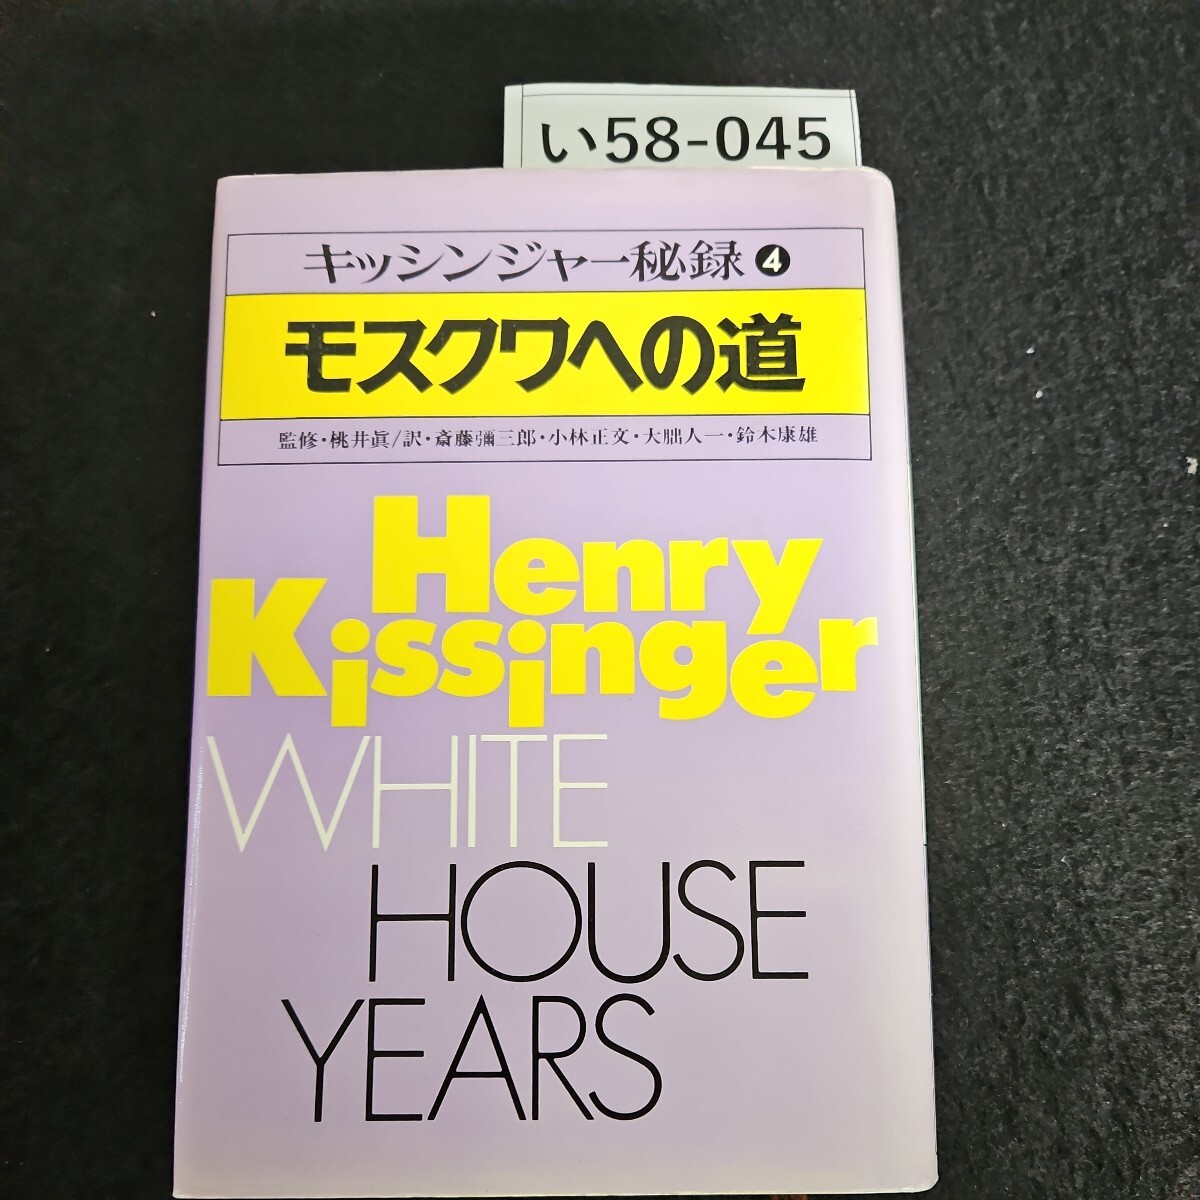 い58-045
キッシンジャー秘録❹
モスクワへの道
監修・桃井眞/訳・斎藤彌三郎・小林正文・大朏人一・鈴木康雄
Henry
Kissinger
WHITE
HOUSE
YEARS